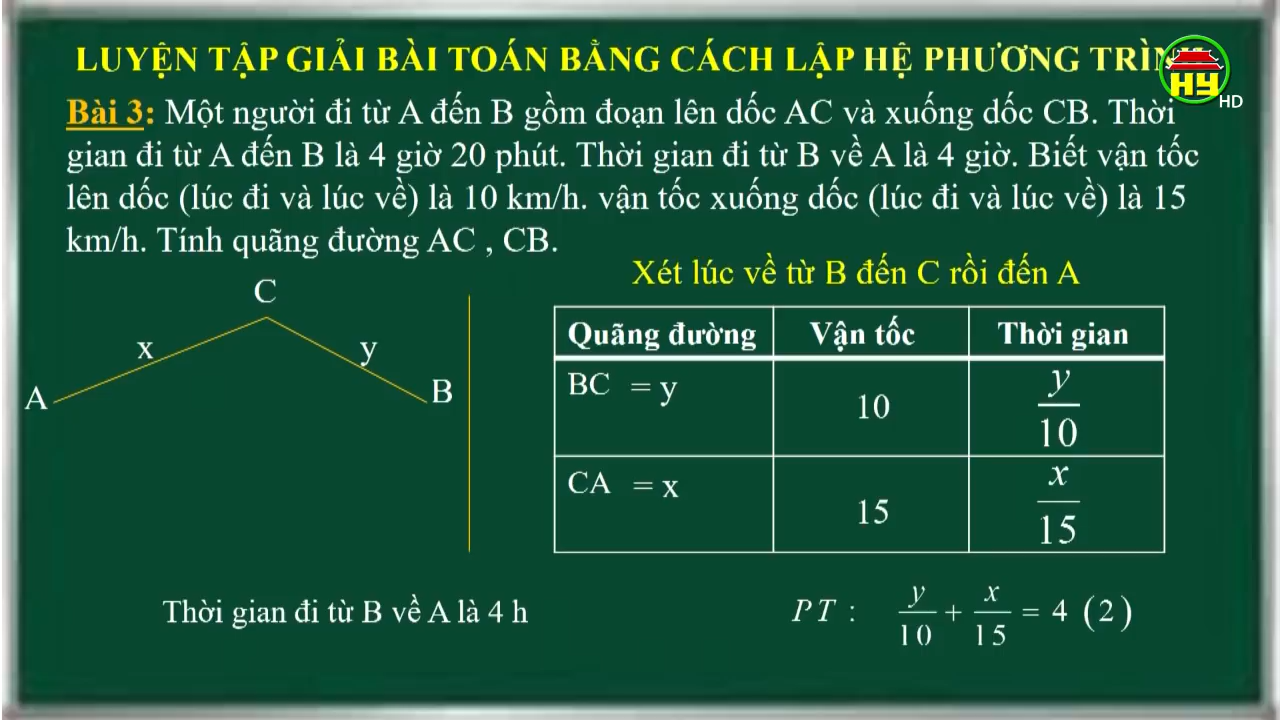 LUYỆN TẬP GIẢI BÀI TOÁN BẰNG CÁCH LẬP HỆ PHƯƠNG TRÌN
HY HD
Bài 3: Một người đi từ A đến B gồm đoạn lên dốc AC và xuống dốc CB. Thời
gian đi từ A đến B là 4 giờ 20 phút. Thời gian đi từ B về A là 4 giờ. Biết vận tốc
lên dốc (lúc đi và lúc về) là 10 km/h. vận tốc xuống dốc (lúc đi và lúc về) là 15
km/h. Tính quãng đường AC , CB.
Xét lúc về từ B đến C rồi đến A
C
x
y
A
B
Quãng đường Vận tốc Thời gian
BC = y 10 y/10
CA = x 15 x/15
Thời gian đi từ B về A là 4 h
PT : y/10 + x/15 = 4 (2)